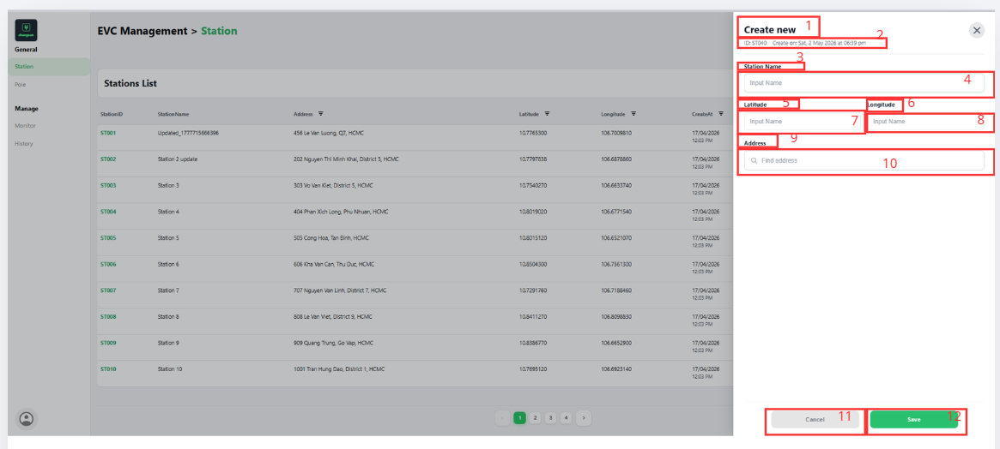 General
Station
Pole
Manage
Monitor
History
EVC Management > Station
Stations List
StationID StationName Address Latitude Longitude CreateAt
ST001 Updated_1777715666396 456 Le Van Luong, Q7, HCMC 10.7765300 106.7009810 17/04/2026
12:03 PM
ST002 Station 2 update 202 Nguyen Thi Minh Khai, District 3, HCMC 10.7797838 106.6878860 17/04/2026
12:03 PM
ST003 Station 3 303 Vo Van Kiet, District 5, HCMC 10.7540270 106.6633740 17/04/2026
12:03 PM
ST004 Station 4 404 Phan Xich Long, Phu Nhuan, HCMC 10.8019020 106.6771540 17/04/2026
12:03 PM
ST005 Station 5 505 Cong Hoa, Tan Binh, HCMC 10.8015120 106.6521070 17/04/2026
12:03 PM
ST006 Station 6 606 Kha Van Can, Thu Duc, HCMC 10.8504300 106.7561300 17/04/2026
12:03 PM
ST007 Station 7 707 Nguyen Van Linh, District 7, HCMC 10.7291760 106.7188460 17/04/2026
12:03 PM
ST008 Station 8 808 Le Van Viet, District 9, HCMC 10.8411270 106.8098830 17/04/2026
12:03 PM
ST009 Station 9 909 Quang Trung, Go Vap, HCMC 10.8386770 106.6652900 17/04/2026
12:03 PM
ST010 Station 10 1001 Tran Hung Dao, District 1, HCMC 10.7695120 106.6923140 17/04/2026
12:03 PM
1 2 3 4
Create new 1
ID: ST040 Create on: Sat, 2 May 2026 at 06:39 pm 2
Station Name 3
Input Name 4
Latitude 5 Longitude 6
Input Name 7 Input Name 8
Address 9
Find address 10
Cancel 11 Save 12